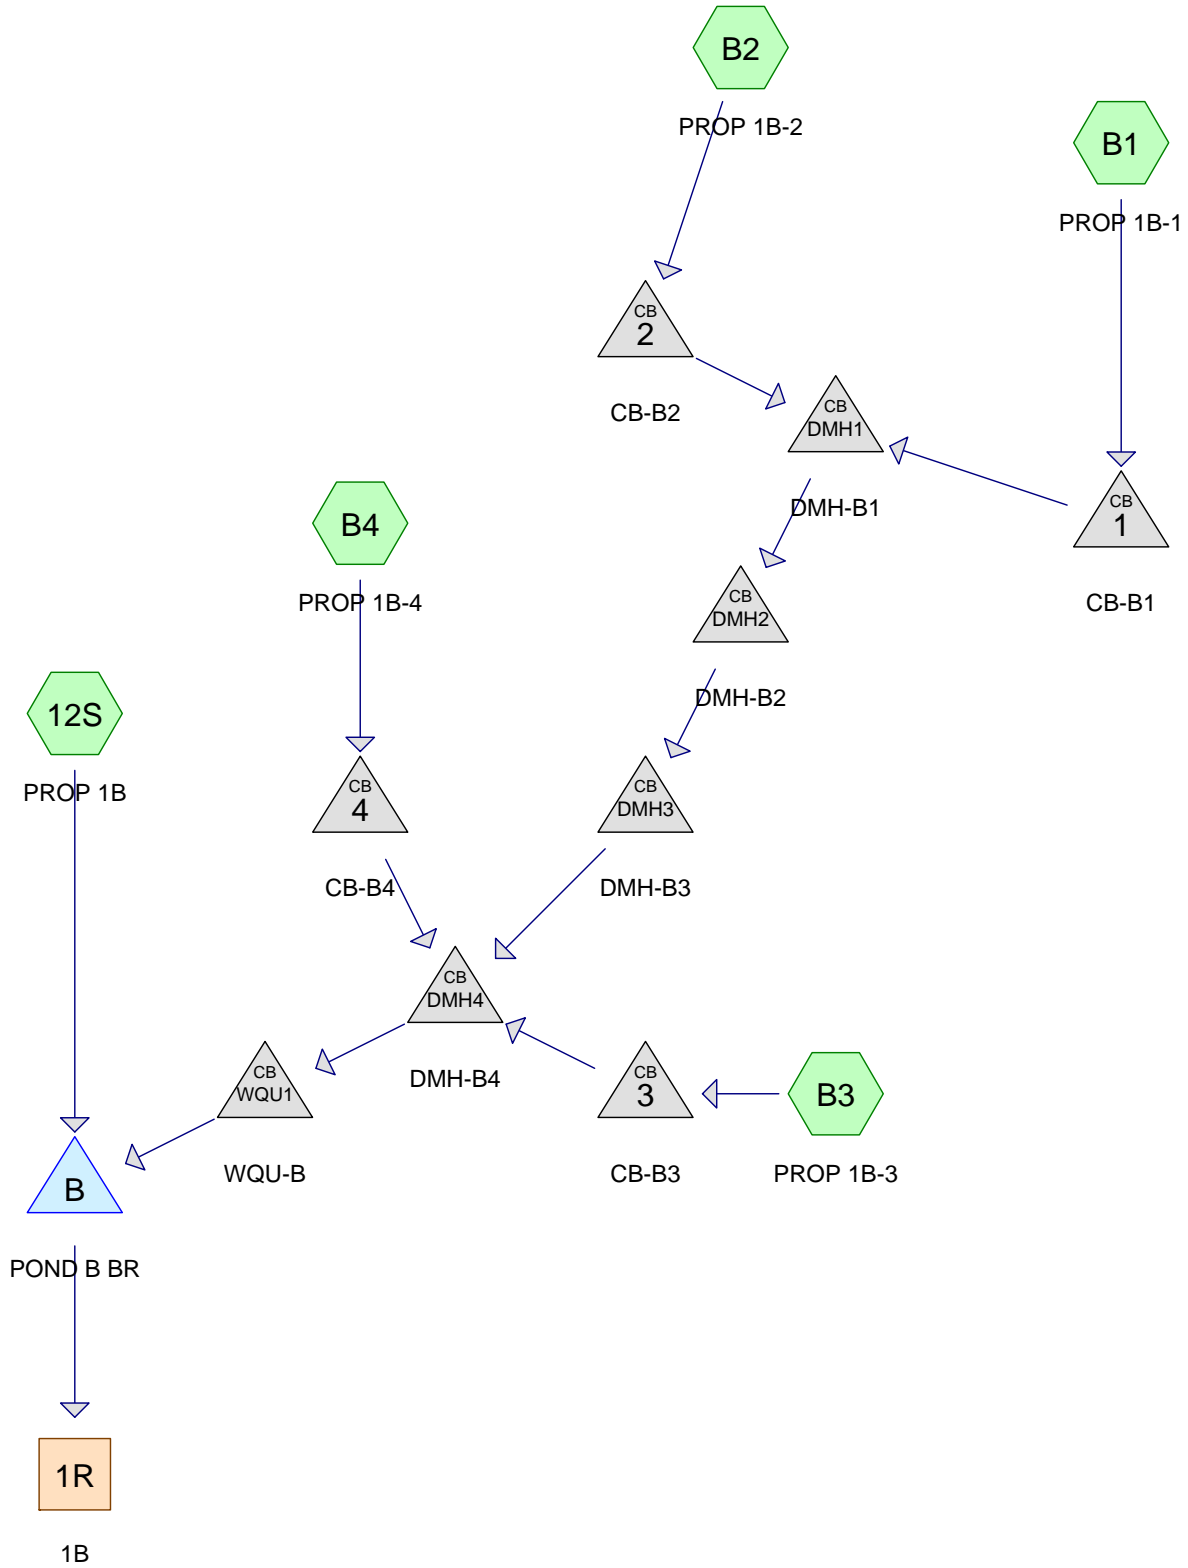 B2
PROP 1B-2
B1
PROP 1B-1
CB
2
CB-B2
CB
DMH1
DMH-B1
CB
1
CB-B1
B4
PROP 1B-4
CB
DMH2
DMH-B2
12S
PROP 1B
CB
4
CB-B4
CB
DMH3
DMH-B3
CB
DMH4
DMH-B4
CB
WQU1
WQU-B
CB
3
CB-B3
B3
PROP 1B-3
B
POND B BR
1R
1B